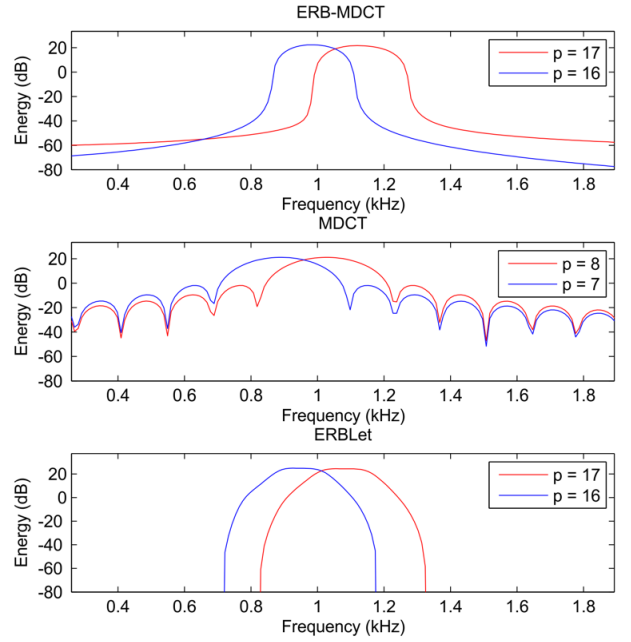 ERB-MDCT
Energy (dB)
20
0
-20
-40
-60
-80
p = 17
p = 16
0.4 0.6 0.8 1 1.2 1.4 1.6 1.8
Frequency (kHz)
MDCT
Energy (dB)
20
0
-20
-40
-60
-80
p = 8
p = 7
0.4 0.6 0.8 1 1.2 1.4 1.6 1.8
Frequency (kHz)
ERBLet
Energy (dB)
20
0
-20
-40
-60
-80
p = 17
p = 16
0.4 0.6 0.8 1 1.2 1.4 1.6 1.8
Frequency (kHz)